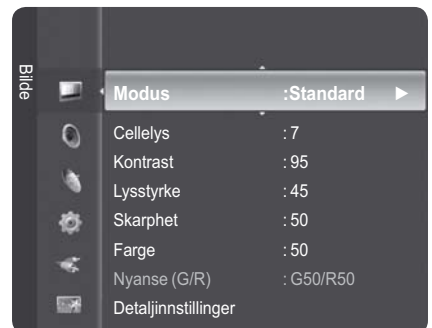 Bilde
Modus :Standard ►
Cellelys : 7
Kontrast : 95
Lysstyrke : 45
Skarphet : 50
Farge : 50
Nyanse (G/R) : G50/R50
Detaljinnstillinger